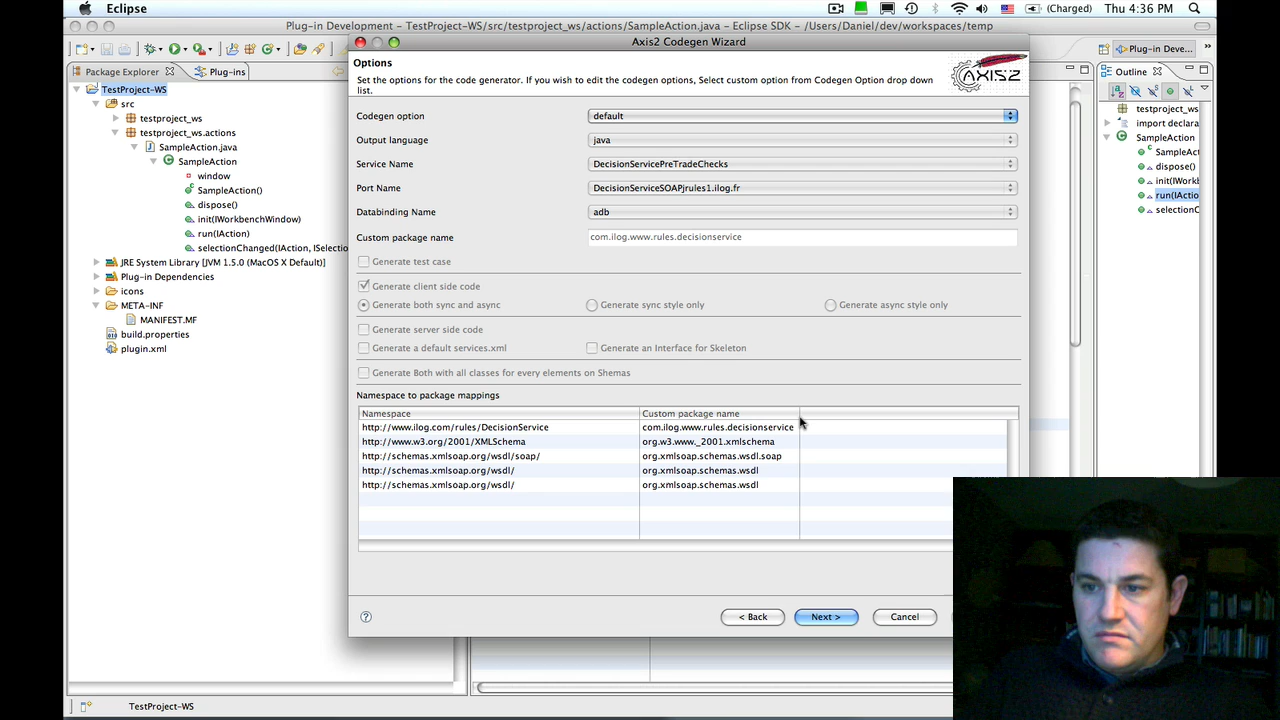 Eclipse
(Charged)
Thu 4:36 PM
Plug-in Development - TestProject-WS/src/testproject_ws/actions/SampleAction.java - Eclipse SDK - /Users/Daniel/dev/workspaces/temp
Axis2 Codegen Wizard
Plug-in Deve...
»
Package Explorer
Plug-ins
Outline
Options
Set the options for the code generator. If you wish to edit the codegen options, Select custom option from Codegen Option drop down
list.
AXIS2
TestProject-WS
src
testproject_ws
testproject_ws.actions
SampleAction.java
SampleAction
window
SampleAction()
dispose()
init(IWorkbenchWindow)
run(IAction)
selectionChanged(IAction, ISelectio
JRE System Library [JVM 1.5.0 (MacOS X Default)]
Plug-in Dependencies
icons
META-INF
MANIFEST.MF
build.properties
plugin.xml
Codegen option
default
Output language
java
Service Name
DecisionServicePreTradeChecks
Port Name
DecisionServiceSOAPjrules1.ilog.fr
Databinding Name
adb
Custom package name
com.ilog.www.rules.decisionservice
Generate test case
Generate client side code
Generate both sync and async
Generate sync style only
Generate async style only
Generate server side code
Generate a default services.xml
Generate an Interface for Skeleton
Generate Both with all classes for every elements on Shemas
Namespace to package mappings
Namespace
Custom package name
http://www.ilog.com/rules/DecisionService
com.ilog.www.rules.decisionservice
http://www.w3.org/2001/XMLSchema
org.w3.www._2001.xmlschema
http://schemas.xmlsoap.org/wsdl/soap/
org.xmlsoap.schemas.wsdl.soap
http://schemas.xmlsoap.org/wsdl/
org.xmlsoap.schemas.wsdl
http://schemas.xmlsoap.org/wsdl/
org.xmlsoap.schemas.wsdl
?
< Back
Next >
Cancel
testproject_ws
import declara
SampleAction
SampleAct
dispose()
init(IWorkb
run(IActio
selectionC
TestProject-WS